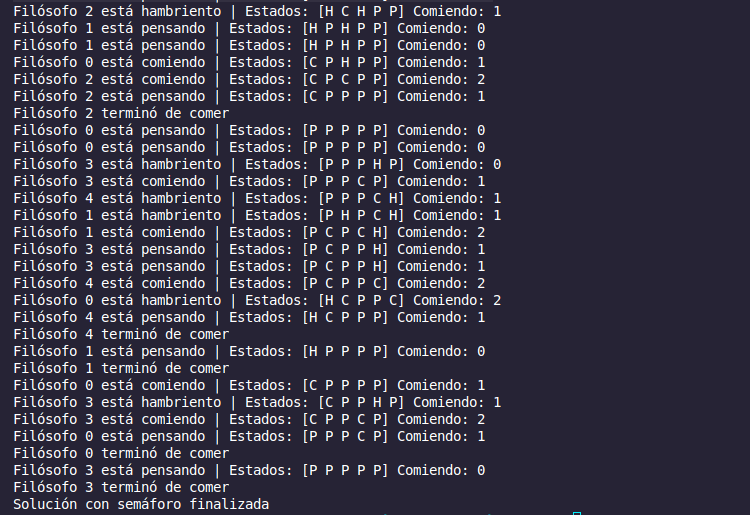 Filósofo 2 está hambriento | Estados: [H C H P P] Comiendo: 1
Filósofo 1 está pensando | Estados: [H P H P P] Comiendo: 0
Filósofo 1 está pensando | Estados: [H P H P P] Comiendo: 0
Filósofo 0 está comiendo | Estados: [C P H P P] Comiendo: 1
Filósofo 2 está comiendo | Estados: [C P C P P] Comiendo: 2
Filósofo 2 está pensando | Estados: [C P P P P] Comiendo: 1
Filósofo 2 terminó de comer
Filósofo 0 está pensando | Estados: [P P P P P] Comiendo: 0
Filósofo 0 está pensando | Estados: [P P P P P] Comiendo: 0
Filósofo 3 está hambriento | Estados: [P P P H P] Comiendo: 0
Filósofo 3 está comiendo | Estados: [P P P C P] Comiendo: 1
Filósofo 4 está hambriento | Estados: [P P P C H] Comiendo: 1
Filósofo 1 está hambriento | Estados: [P H P C H] Comiendo: 1
Filósofo 1 está comiendo | Estados: [P C P C H] Comiendo: 2
Filósofo 3 está pensando | Estados: [P C P P H] Comiendo: 1
Filósofo 3 está pensando | Estados: [P C P P H] Comiendo: 1
Filósofo 4 está comiendo | Estados: [P C P P C] Comiendo: 2
Filósofo 0 está hambriento | Estados: [H C P P C] Comiendo: 2
Filósofo 4 está pensando | Estados: [H C P P P] Comiendo: 1
Filósofo 4 terminó de comer
Filósofo 1 está pensando | Estados: [H P P P P] Comiendo: 0
Filósofo 1 terminó de comer
Filósofo 0 está comiendo | Estados: [C P P P P] Comiendo: 1
Filósofo 3 está hambriento | Estados: [C P P H P] Comiendo: 1
Filósofo 3 está comiendo | Estados: [C P P C P] Comiendo: 2
Filósofo 0 está pensando | Estados: [P P P C P] Comiendo: 1
Filósofo 0 terminó de comer
Filósofo 3 está pensando | Estados: [P P P P P] Comiendo: 0
Filósofo 3 terminó de comer
Solución con semáforo finalizada